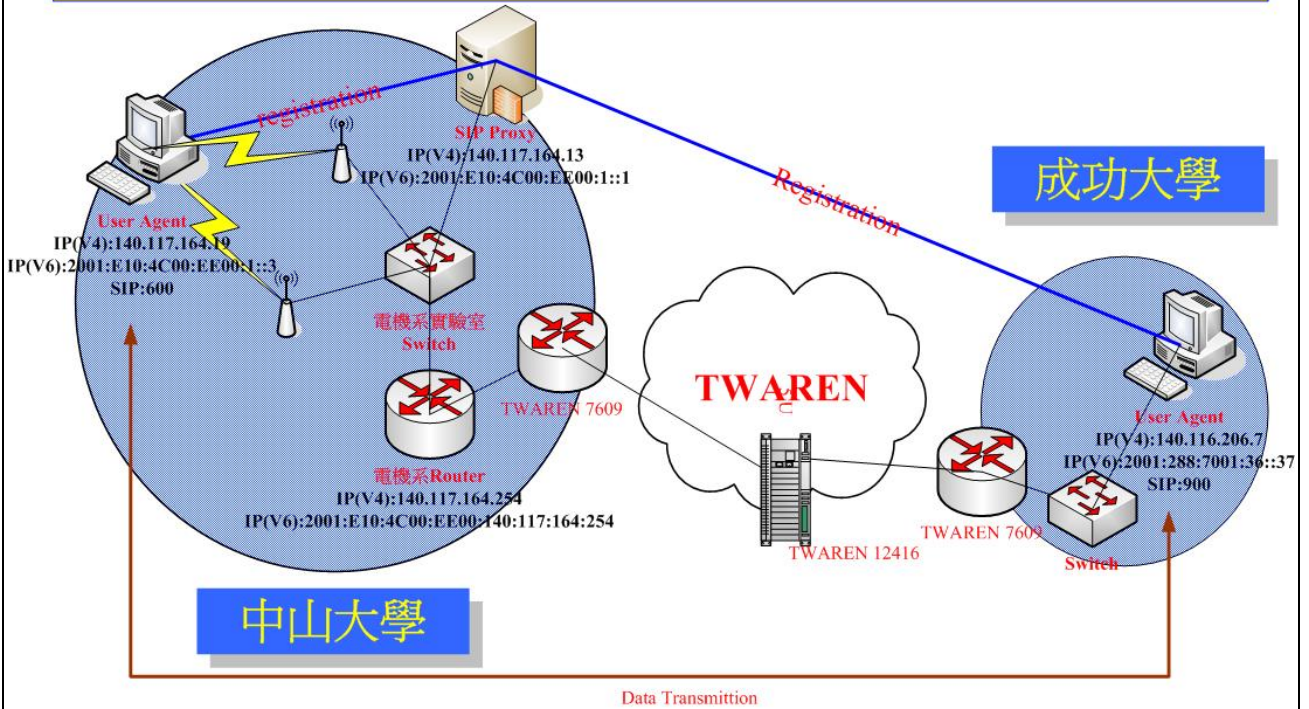 registration
SIP Proxy
IP(V4):140.117.164.13
IP(V6):2001:E10:4C00:EE00:1::1
User Agent
IP(V4):140.117.164.19
IP(V6):2001:E10:4C00:EE00:1::3
SIP:600
電機系實驗室
Switch
TWAREN 7609
電機系Router
IP(V4):140.117.164.254
IP(V6):2001:E10:4C00:EE00:140:117:164:254
中山大學
Registration
成功大學
TWAREN
TWAREN 12416
User Agent
IP(V4):140.116.206.7
IP(V6):2001:288:7001:36::37
SIP:900
TWAREN 7609
Switch
Data Transmittion